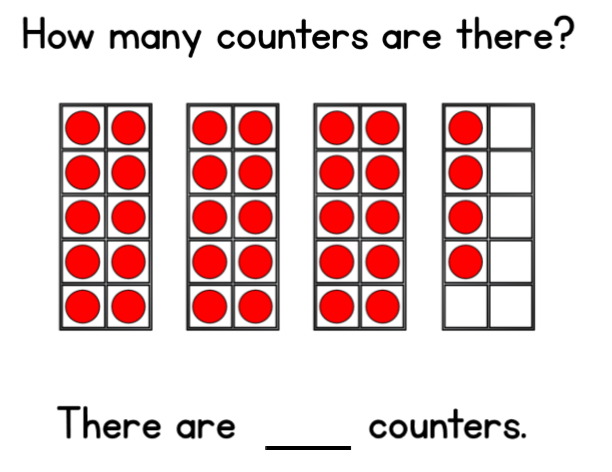 How many counters are there?
There are ____ counters.